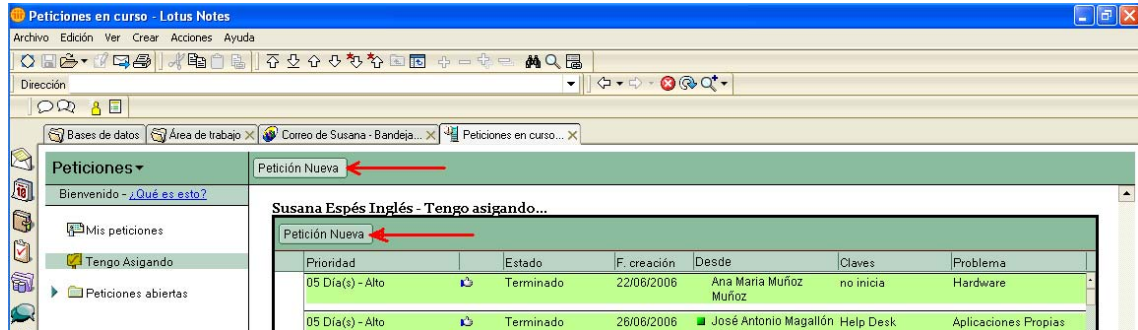 Peticiones en curso - Lotus Notes
Archivo Edición Ver Crear Acciones Ayuda
Dirección
Bases de datos Área de trabajo Correo de Susana - Bandeja... Peticiones en curso...
Peticiones Petición Nueva
Bienvenido - ¿Qué es esto?
Susana Espés Inglés - Tengo asigando...
Mis peticiones Petición Nueva
Tengo Asigando Prioridad Estado F. creación Desde Claves Problema
05 Día(s) - Alto Terminado 22/06/2006 Ana Maria Muñoz no inicia Hardware
Peticiones abiertas Muñoz
05 Día(s) - Alto Terminado 26/06/2006 José Antonio Magallón Help Desk Aplicaciones Propias